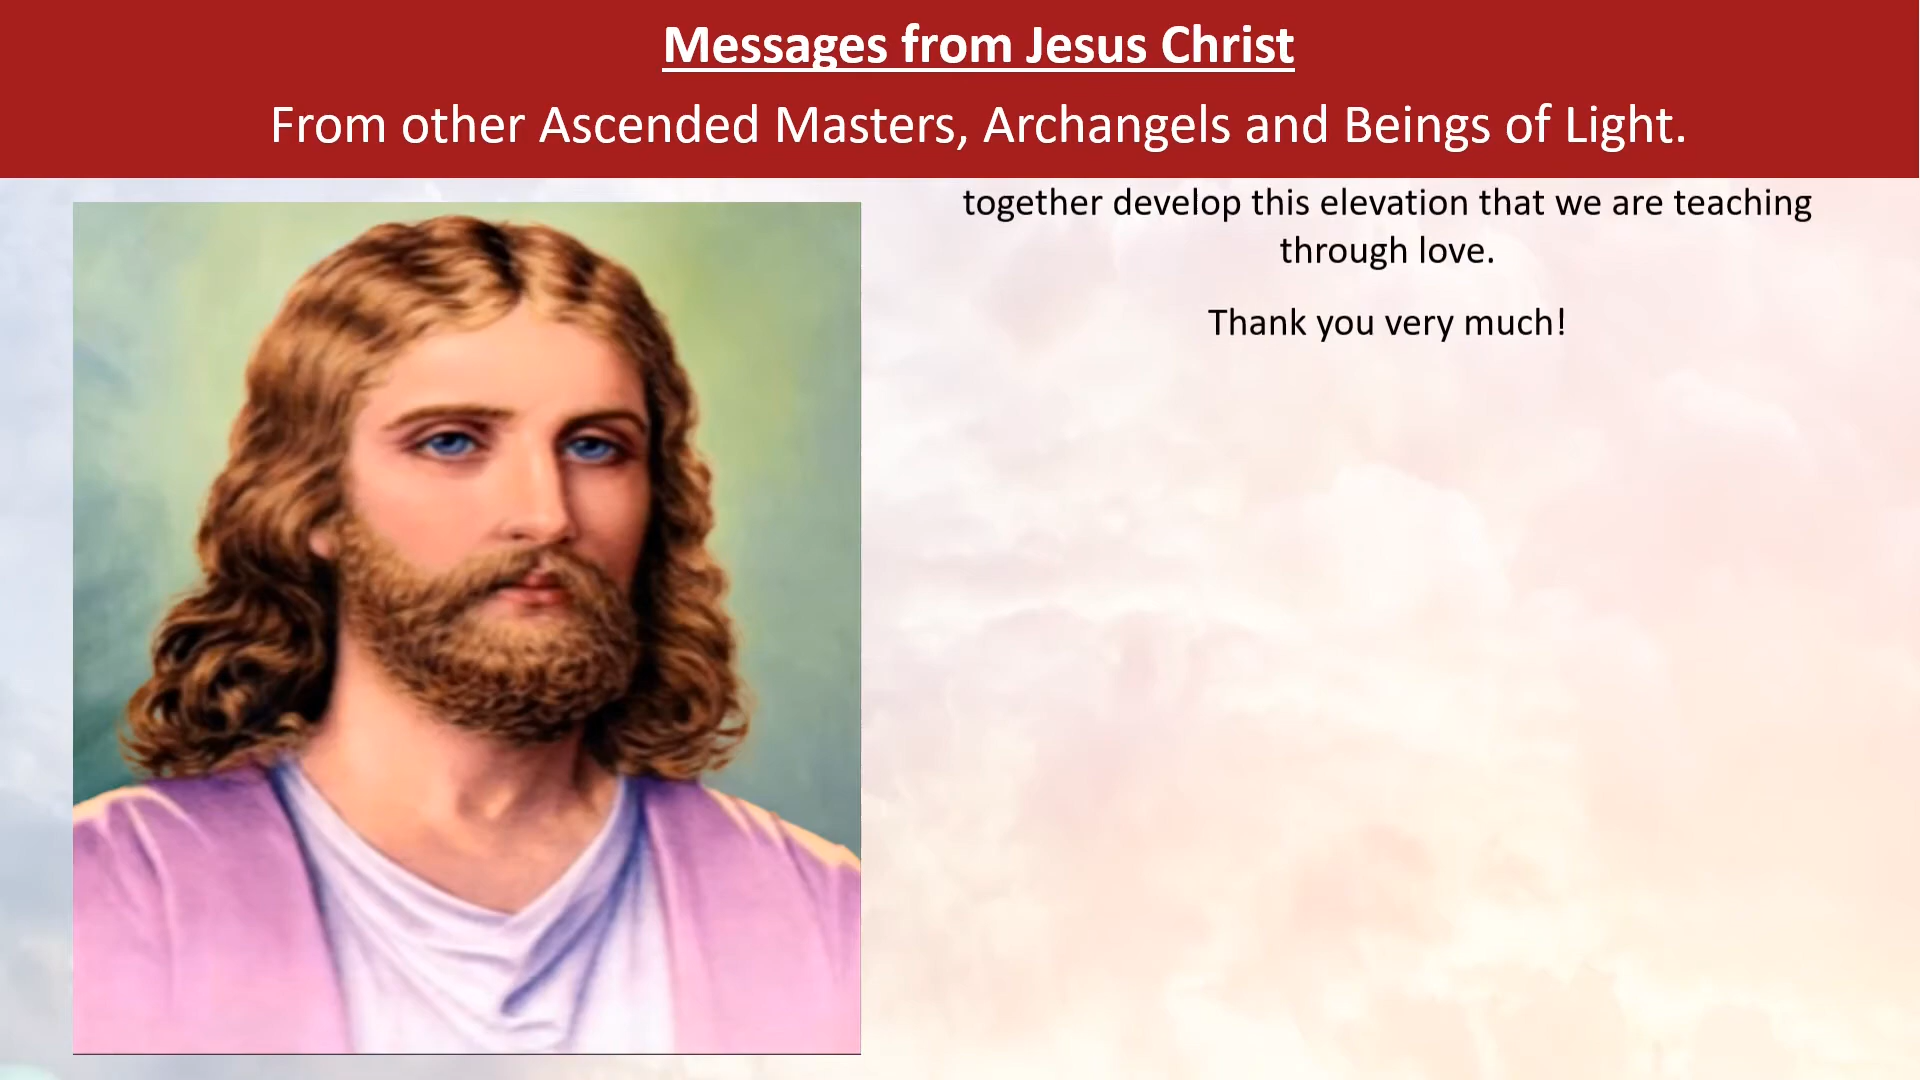 Messages from Jesus Christ
From other Ascended Masters, Archangels and Beings of Light.
together develop this elevation that we are teaching
through love.
Thank you very much!